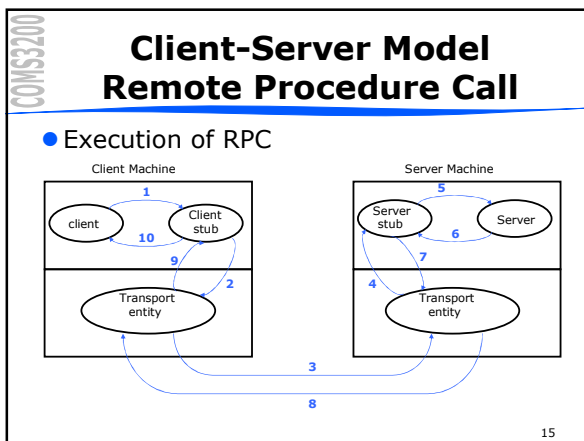 COMS3200
Client-Server Model
Remote Procedure Call
Execution of RPC
Client Machine
Server Machine
1
5
client
Client
stub
Server
stub
Server
10
6
9
7
2
4
Transport
entity
Transport
entity
3
8
15